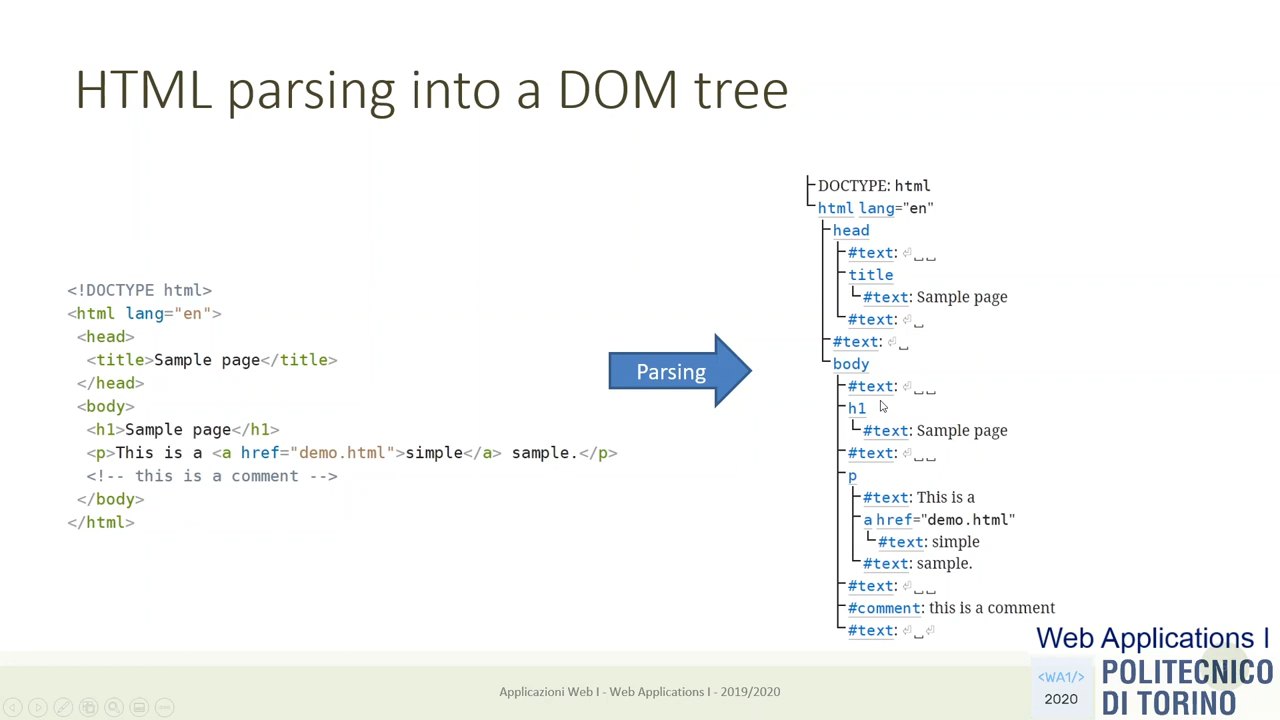 HTML parsing into a DOM tree
<!DOCTYPE html>
<html lang="en">
<head>
<title>Sample page</title>
</head>
<body>
<h1>Sample page</h1>
<p>This is a <a href="demo.html">simple</a> sample.</p>
<!-- this is a comment -->
</body>
</html>
Parsing
DOCTYPE: html
html lang="en"
head
#text: ⏎␣␣
title
#text: Sample page
#text: ⏎␣
#text: ⏎␣
body
#text: ⏎␣␣
h1
#text: Sample page
#text: ⏎␣␣
p
#text: This is a
a href="demo.html"
#text: simple
#text: sample.
#text: ⏎␣␣
#comment: this is a comment
#text: ⏎␣⏎
Applicazioni Web I - Web Applications I - 2019/2020
Web Applications I
<WA1/>
2020
POLITECNICO
DI TORINO